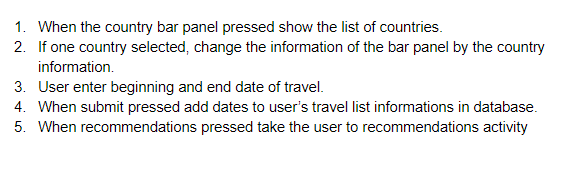 1. When the country bar panel pressed show the list of countries.
2. If one country selected, change the information of the bar panel by the country
information.
3. User enter beginning and end date of travel.
4. When submit pressed add dates to user's travel list informations in database.
5. When recommendations pressed take the user to recommendations activity